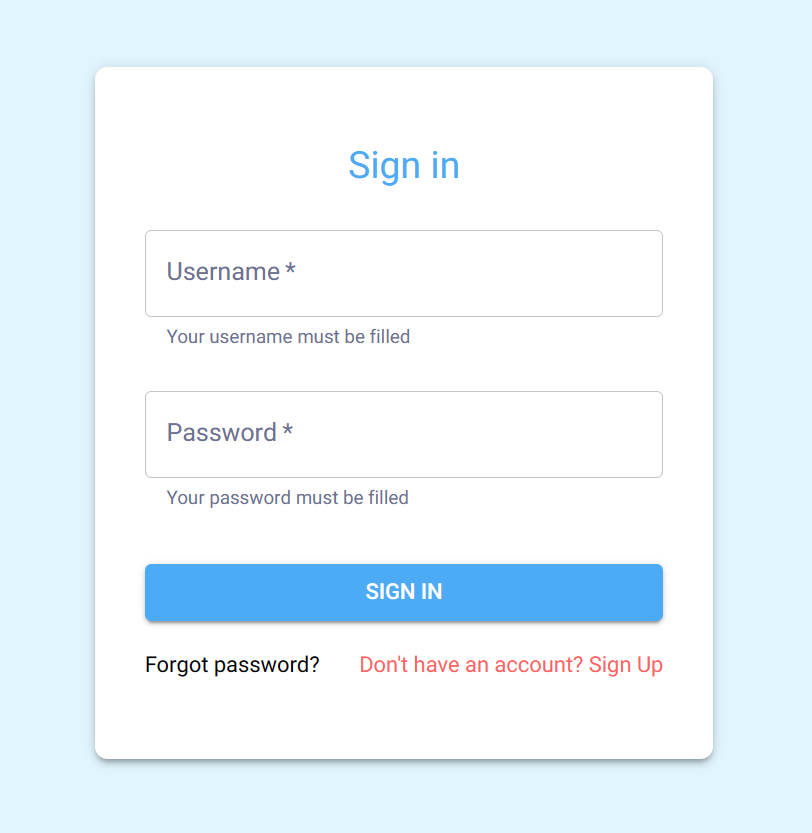 Sign in
Username *
Your username must be filled
Password *
Your password must be filled
SIGN IN
Forgot password? Don't have an account? Sign Up